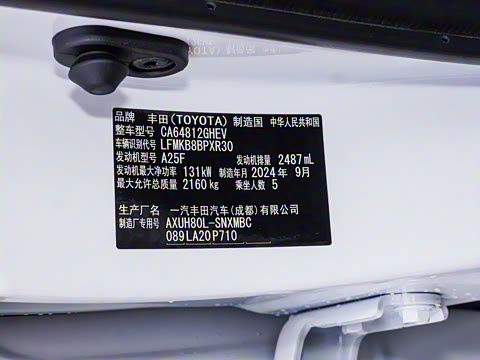 品牌 丰田(TOYOTA) 制造国 中华人民共和国
整车型号 CA64812GHEV
车辆识别代号 LFMKB8BPXR30
发动机型号 A25F 发动机排量 2487 mL
发动机最大净功率 131kW 制造年月 2024 年 9月
最大允许总质量 2160 kg 乘坐人数 5
生产厂名 一汽丰田汽车(成都)有限公司
制造厂专用号 AXUH80L-SNXMBC
089 LA20 P710